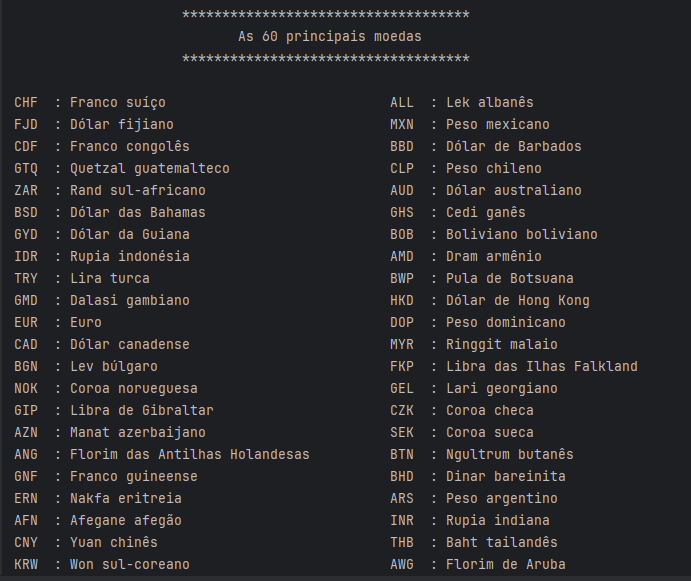 ************************************
As 60 principais moedas
************************************
CHF : Franco suíço ALL : Lek albanês
FJD : Dólar fijiano MXN : Peso mexicano
CDF : Franco congolês BBD : Dólar de Barbados
GTQ : Quetzal guatemalteco CLP : Peso chileno
ZAR : Rand sul-africano AUD : Dólar australiano
BSD : Dólar das Bahamas GHS : Cedi ganês
GYD : Dólar da Guiana BOB : Boliviano boliviano
IDR : Rupia indonésia AMD : Dram armênio
TRY : Lira turca BWP : Pula de Botsuana
GMD : Dalasi gambiano HKD : Dólar de Hong Kong
EUR : Euro DOP : Peso dominicano
CAD : Dólar canadense MYR : Ringgit malaio
BGN : Lev búlgaro FKP : Libra das Ilhas Falkland
NOK : Coroa norueguesa GEL : Lari georgiano
GIP : Libra de Gibraltar CZK : Coroa checa
AZN : Manat azerbaijano SEK : Coroa sueca
ANG : Florim das Antilhas Holandesas BTN : Ngultrum butanês
GNF : Franco guineense BHD : Dinar bareinita
ERN : Nakfa eritreia ARS : Peso argentino
AFN : Afegane afegão INR : Rupia indiana
CNY : Yuan chinês THB : Baht tailandês
KRW : Won sul-coreano AWG : Florim de Aruba